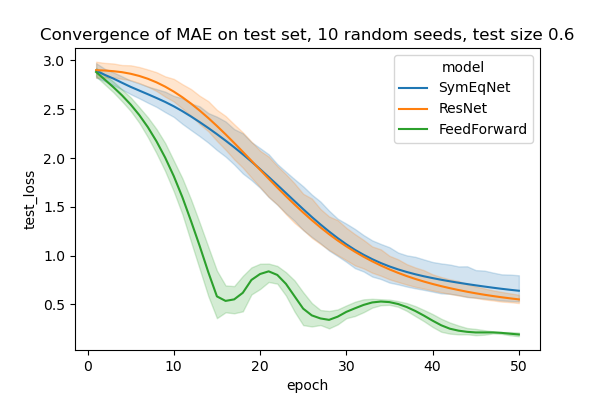 Convergence of MAE on test set, 10 random seeds, test size 0.6
model
SymEqNet
ResNet
FeedForward
test_loss
3.0
2.5
2.0
1.5
1.0
0.5
0
10
20
30
40
50
epoch